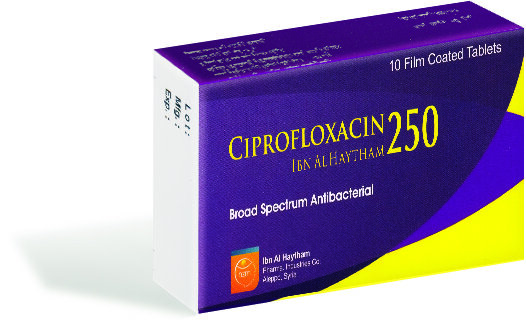 10 Film Coated Tablets
CIPROFLOXACIN 250
IBN AL HAYTHAM
Broad Spectrum Antibacterial
Ibn Al Haytham
Pharma. Industries Co.
Aleppo, Syria
Lot:
Mfg.:
Exp.: